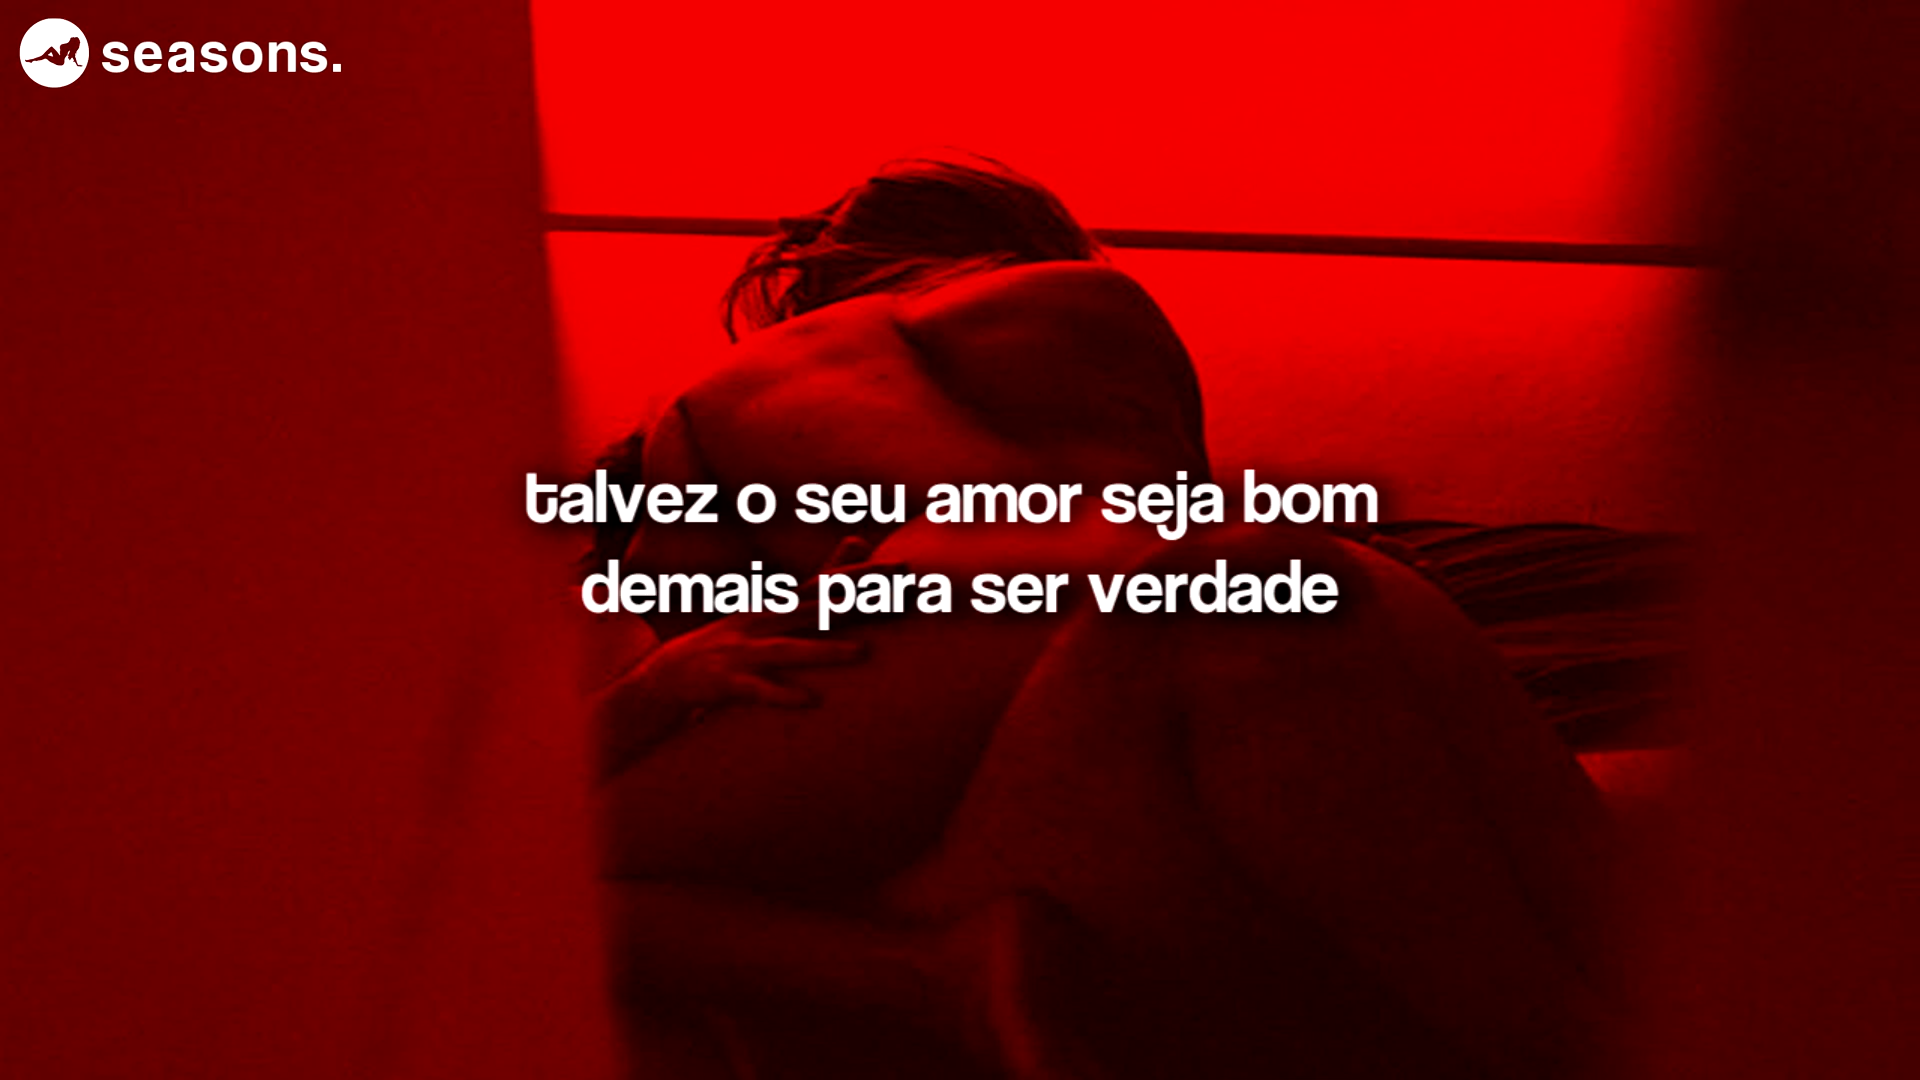 seasons.
talvez o seu amor seja bom
demais para ser verdade